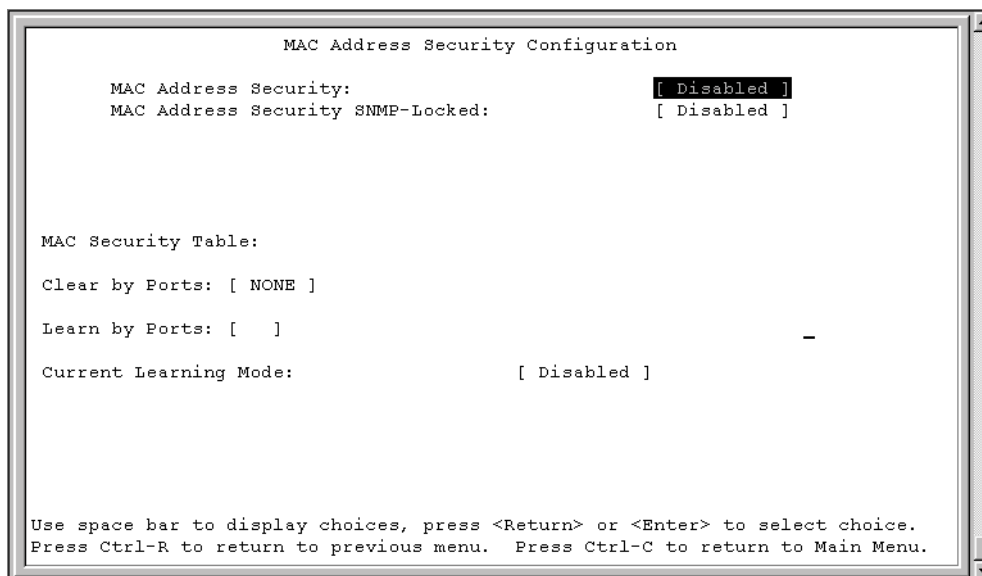 MAC Address Security Configuration
MAC Address Security: [ Disabled ]
MAC Address Security SNMP-Locked: [ Disabled ]
MAC Security Table:
Clear by Ports: [ NONE ]
Learn by Ports: [ ]
Current Learning Mode: [ Disabled ]
Use space bar to display choices, press <Return> or <Enter> to select choice.
Press Ctrl-R to return to previous menu. Press Ctrl-C to return to Main Menu.